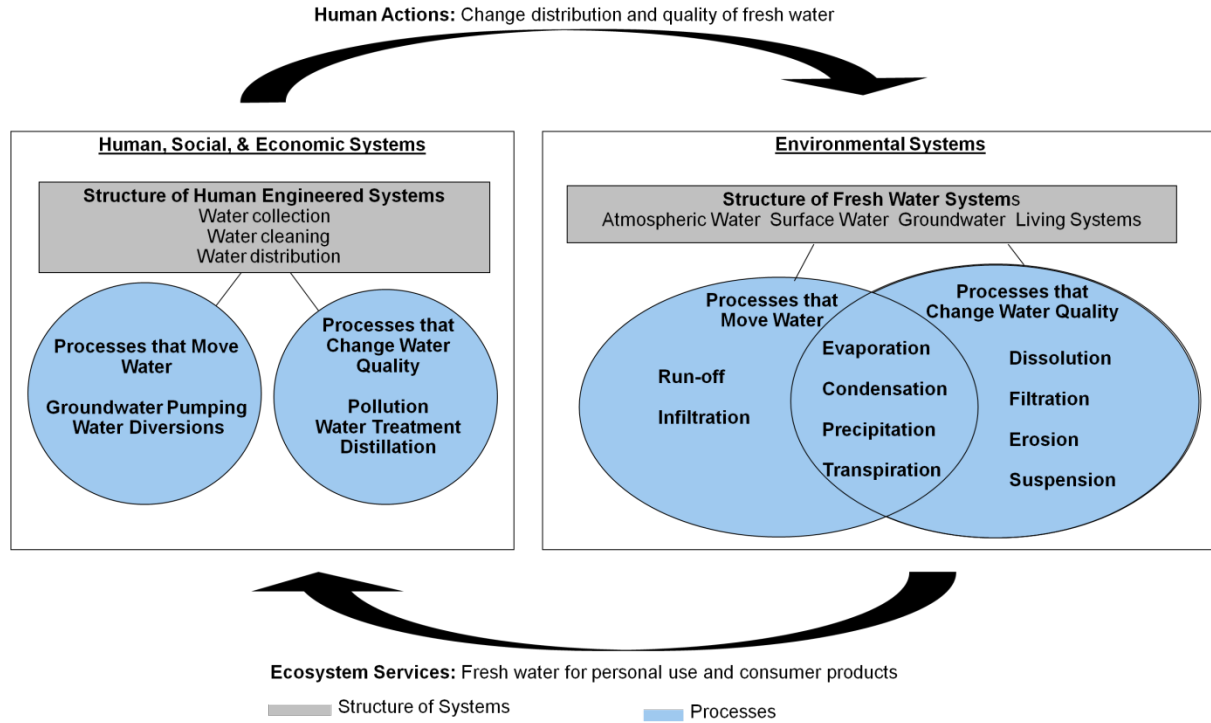 Human Actions: Change distribution and quality of fresh water
Human, Social, & Economic Systems
Structure of Human Engineered Systems
Water collection
Water cleaning
Water distribution
Processes that Move
Water
Groundwater Pumping
Water Diversions
Processes that
Change Water
Quality
Pollution
Water Treatment
Distillation
Environmental Systems
Structure of Fresh Water Systems
Atmospheric Water Surface Water Groundwater Living Systems
Processes that
Move Water
Run-off
Infiltration
Evaporation
Condensation
Precipitation
Transpiration
Processes that
Change Water Quality
Dissolution
Filtration
Erosion
Suspension
Ecosystem Services: Fresh water for personal use and consumer products
Structure of Systems
Processes